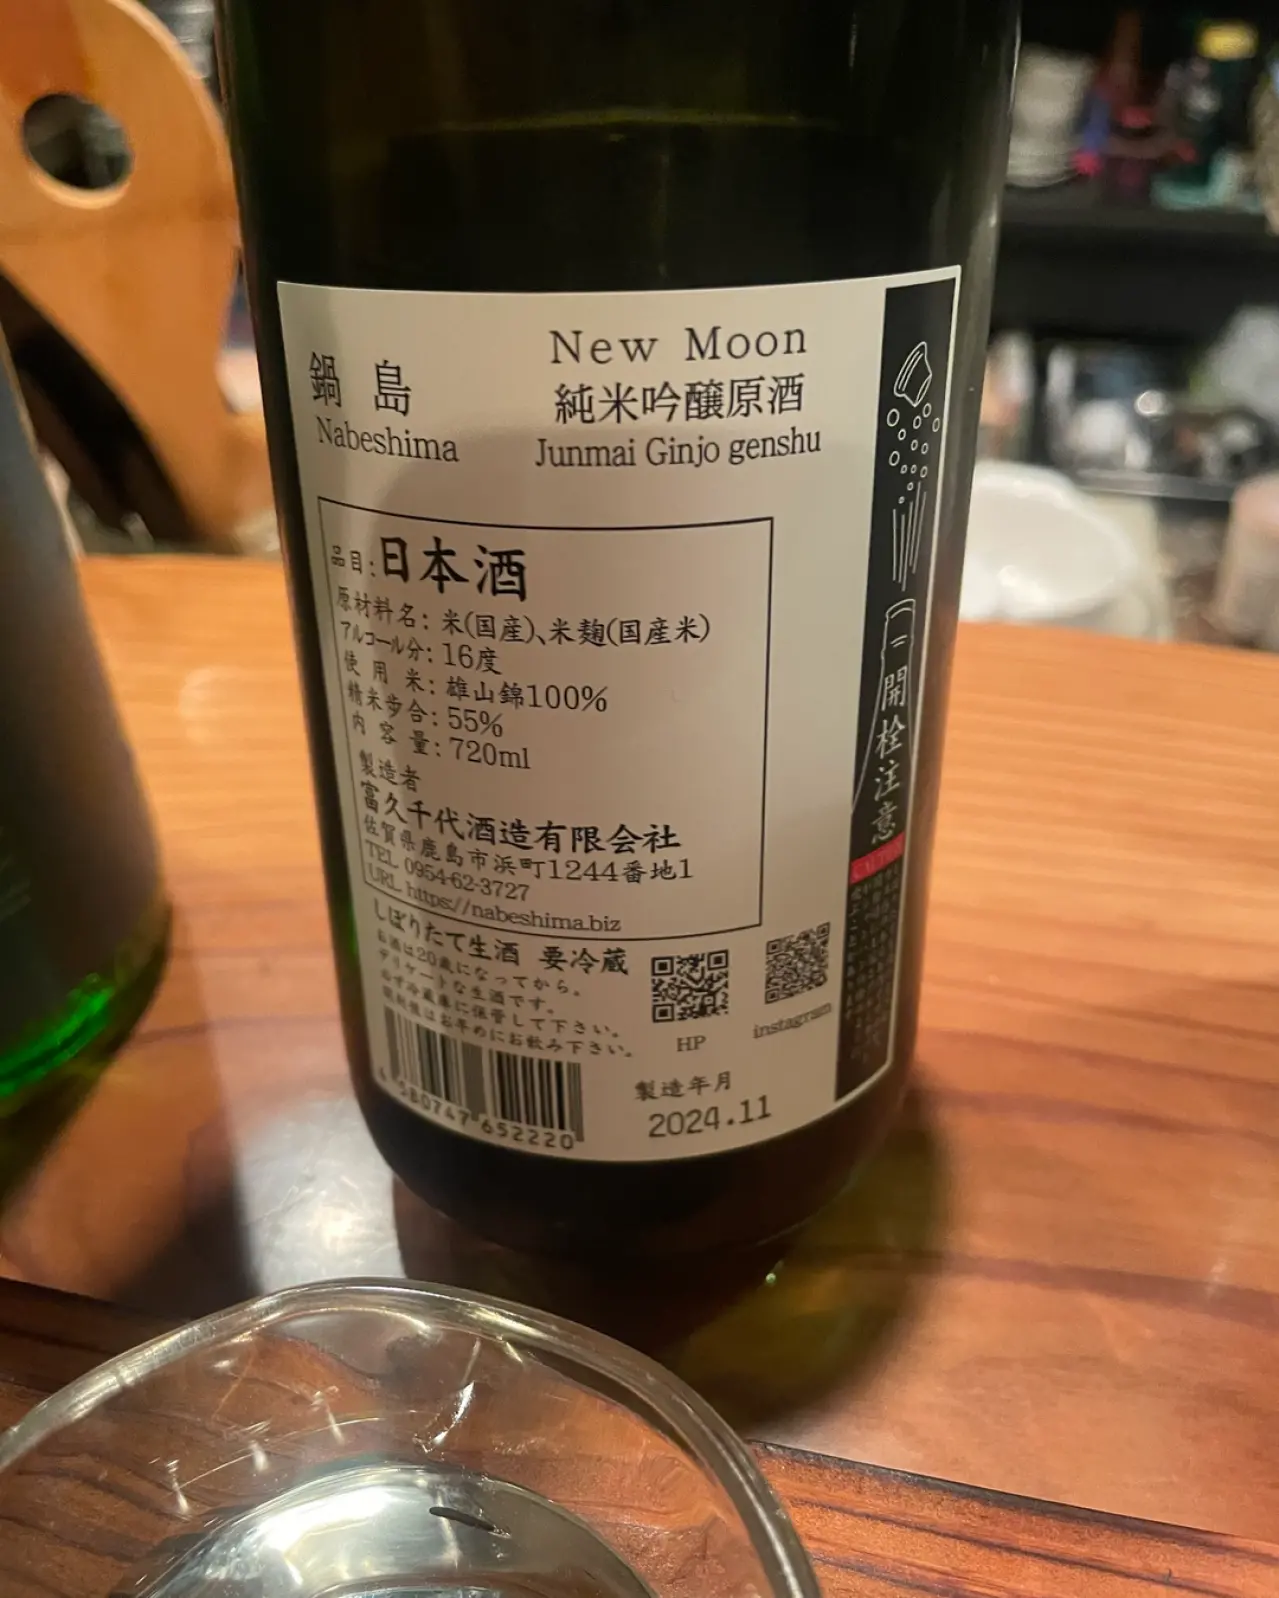 鍋島
Nabeshima
New Moon
純米吟醸原酒
Junmai Ginjo genshu
品目:日本酒
原材料名:米(国産)、米麹(国産米)
アルコール分:16度
使用米:雄山錦100%
精米歩合:55%
内容量:720ml
製造者
富久千代酒造有限会社
佐賀県鹿島市浜町1244番地1
TEL 0954-62-3727
URL https://nabeshima.biz
しぼりたて生酒 要冷蔵
お酒は20歳になってから。
デリケートな生酒です。
必ず冷蔵庫に保管して下さい。
開栓後はお早めにお飲み下さい。
4 580747 652220
HP
instagram
製造年月
2024.11
開栓注意
CAUTION